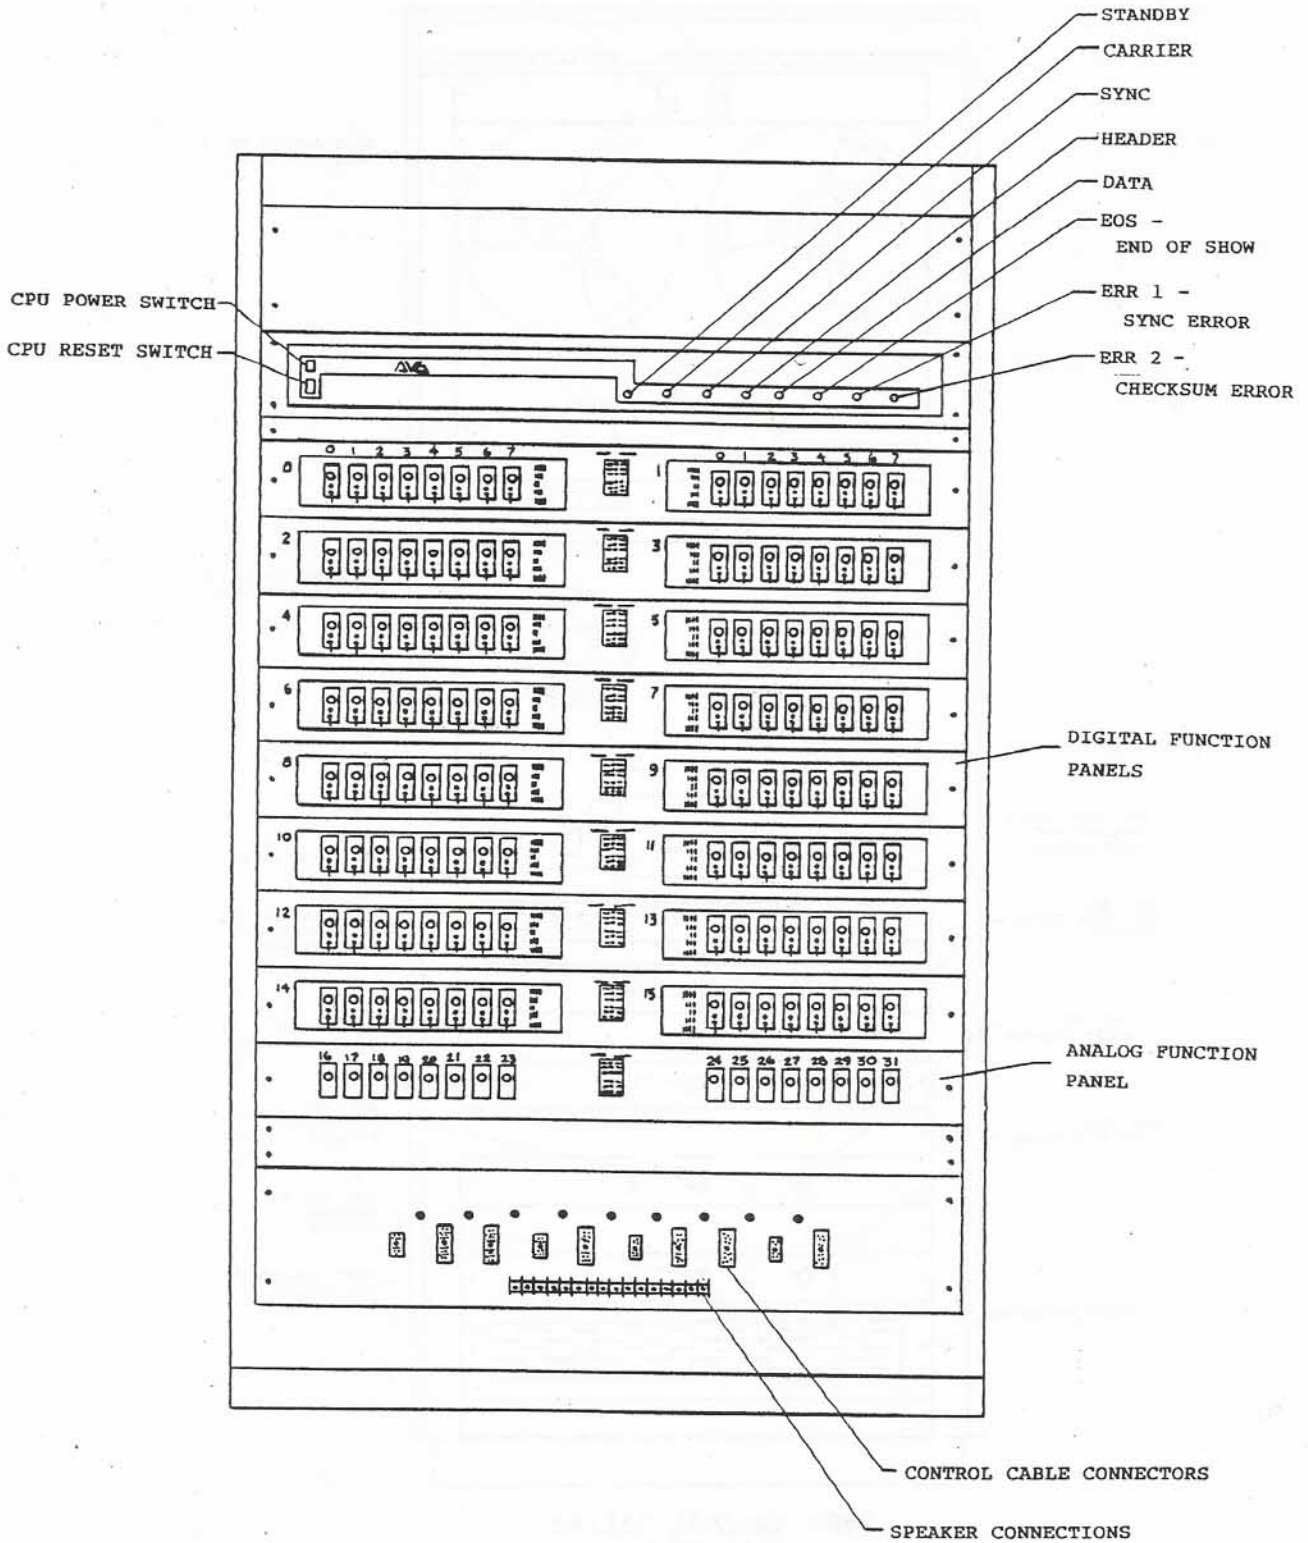 STANDBY
CARRIER
SYNC
HEADER
DATA
EOS -
END OF SHOW
ERR 1 -
SYNC ERROR
ERR 2 -
CHECKSUM ERROR
CPU POWER SWITCH
CPU RESET SWITCH
AVG
0 1 2 3 4 5 6 7
0 1 2 3 4 5 6 7
0
1
2
3
4
5
6
7
DIGITAL FUNCTION
PANELS
8
9
10
11
12
13
14
15
16 17 18 19 20 21 22 23
24 25 26 27 28 29 30 31
ANALOG FUNCTION
PANEL
CONTROL CABLE CONNECTORS
SPEAKER CONNECTIONS